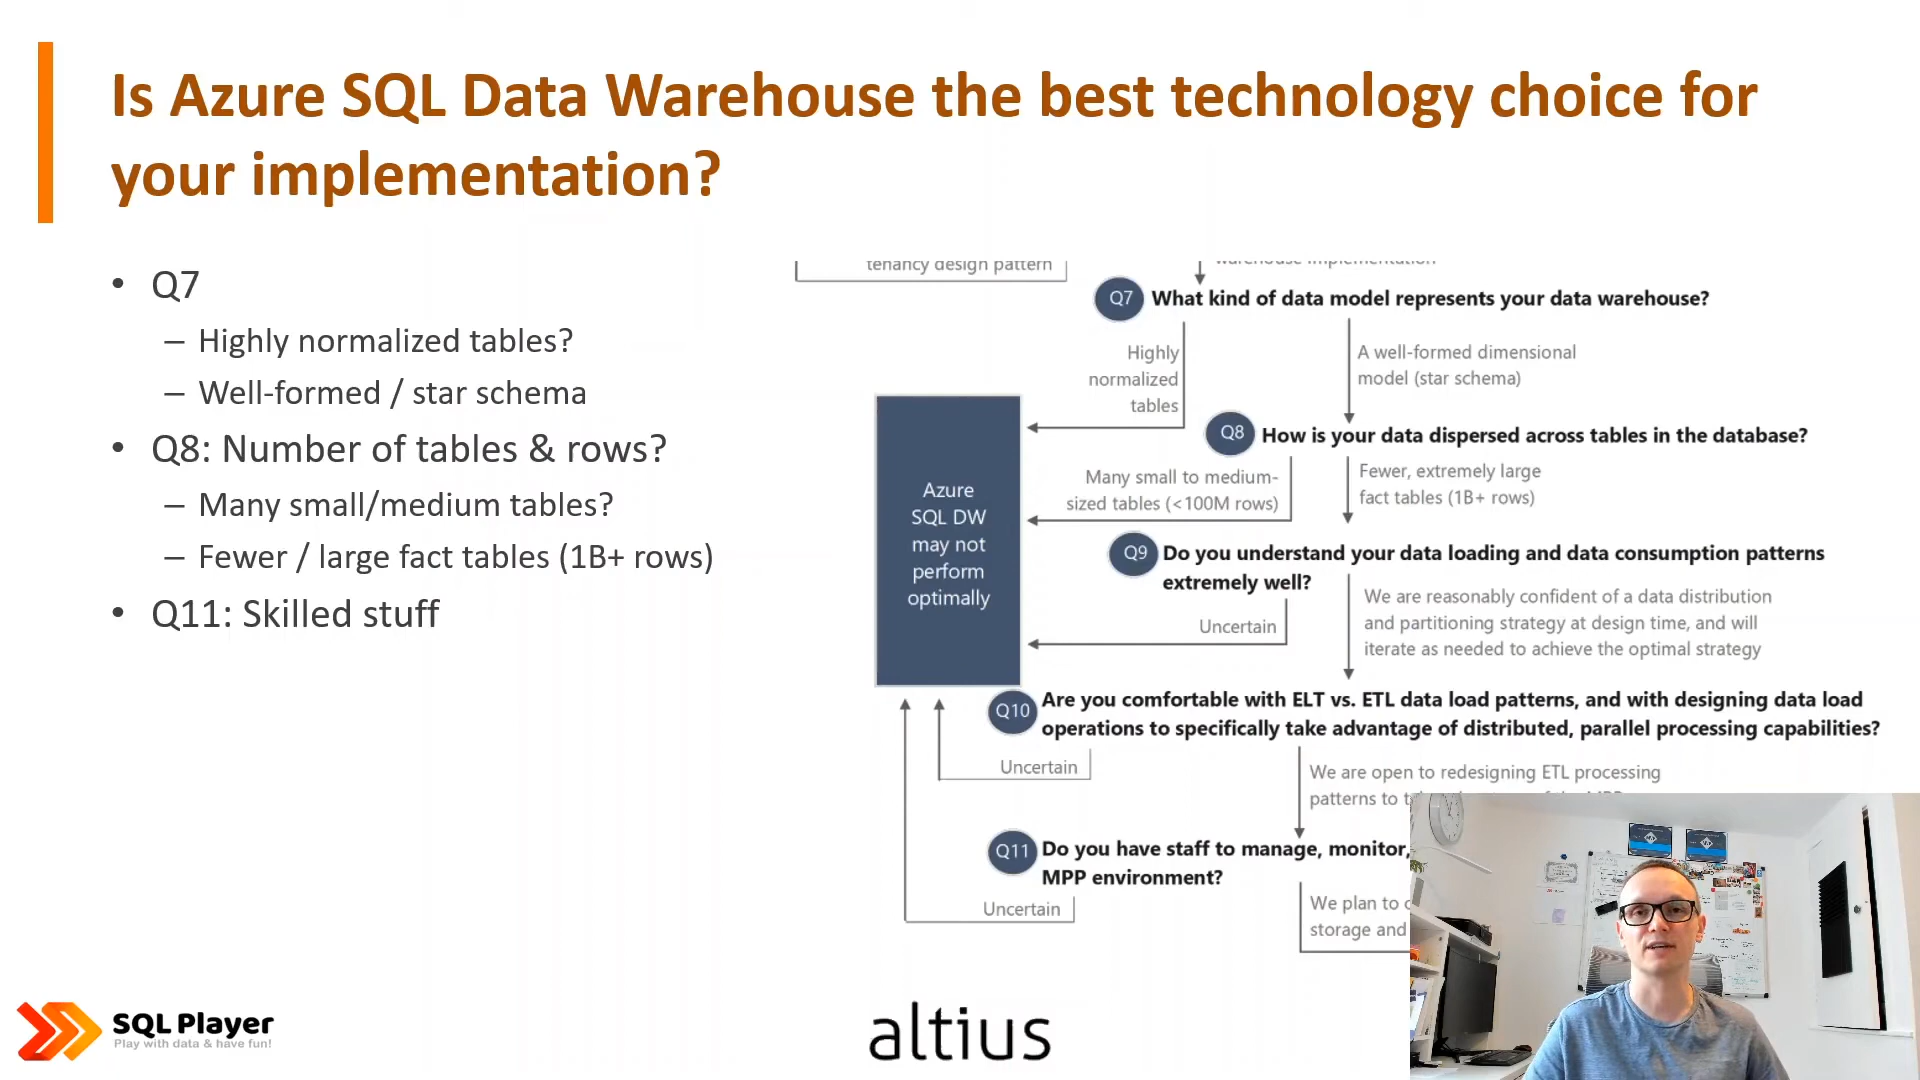 Is Azure SQL Data Warehouse the best technology choice for
your implementation?
• Q7
– Highly normalized tables?
– Well-formed / star schema
• Q8: Number of tables & rows?
– Many small/medium tables?
– Fewer / large fact tables (1B+ rows)
• Q11: Skilled stuff
tenancy design pattern
warehouse implementation
Q7 What kind of data model represents your data warehouse?
Highly
normalized
tables
A well-formed dimensional
model (star schema)
Q8 How is your data dispersed across tables in the database?
Many small to medium-
sized tables (<100M rows)
Fewer, extremely large
fact tables (1B+ rows)
Azure
SQL DW
may not
perform
optimally
Q9 Do you understand your data loading and data consumption patterns
extremely well?
Uncertain
We are reasonably confident of a data distribution
and partitioning strategy at design time, and will
iterate as needed to achieve the optimal strategy
Q10 Are you comfortable with ELT vs. ETL data load patterns, and with designing data load
operations to specifically take advantage of distributed, parallel processing capabilities?
Uncertain
We are open to redesigning ETL processing
patterns to
Q11 Do you have staff to manage, monitor,
MPP environment?
Uncertain
We plan to
storage and
SQL Player
Play with data & have fun!
altius